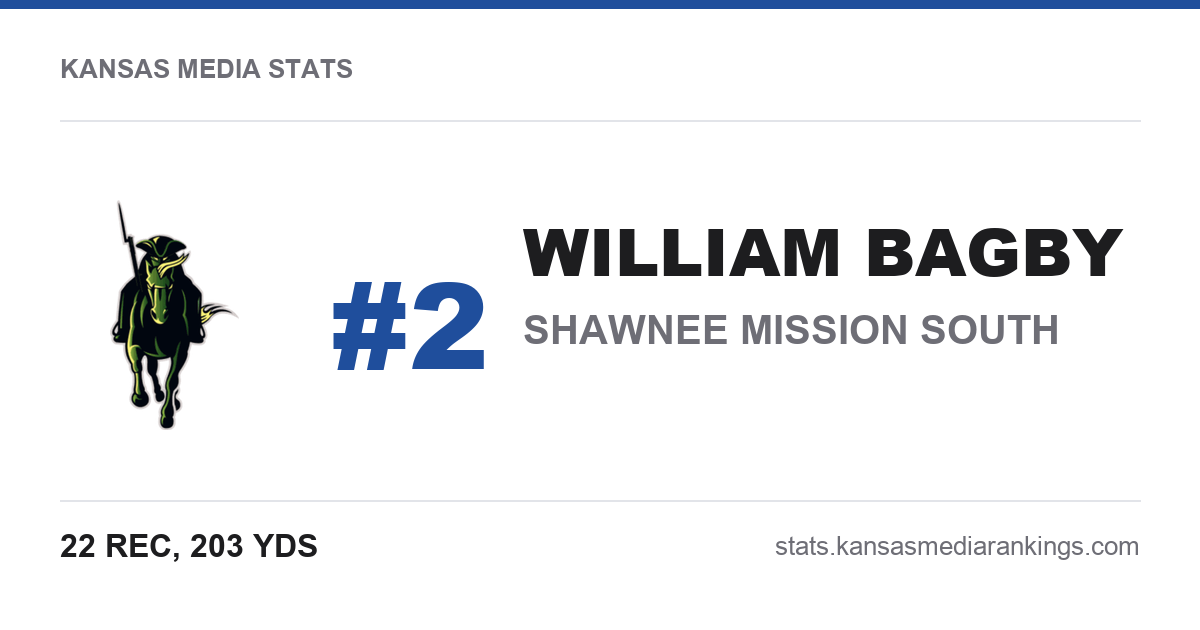 KANSAS MEDIA STATS
#2
WILLIAM BAGBY
SHAWNEE MISSION SOUTH
22 REC, 203 YDS
stats.kansasmediarankings.com